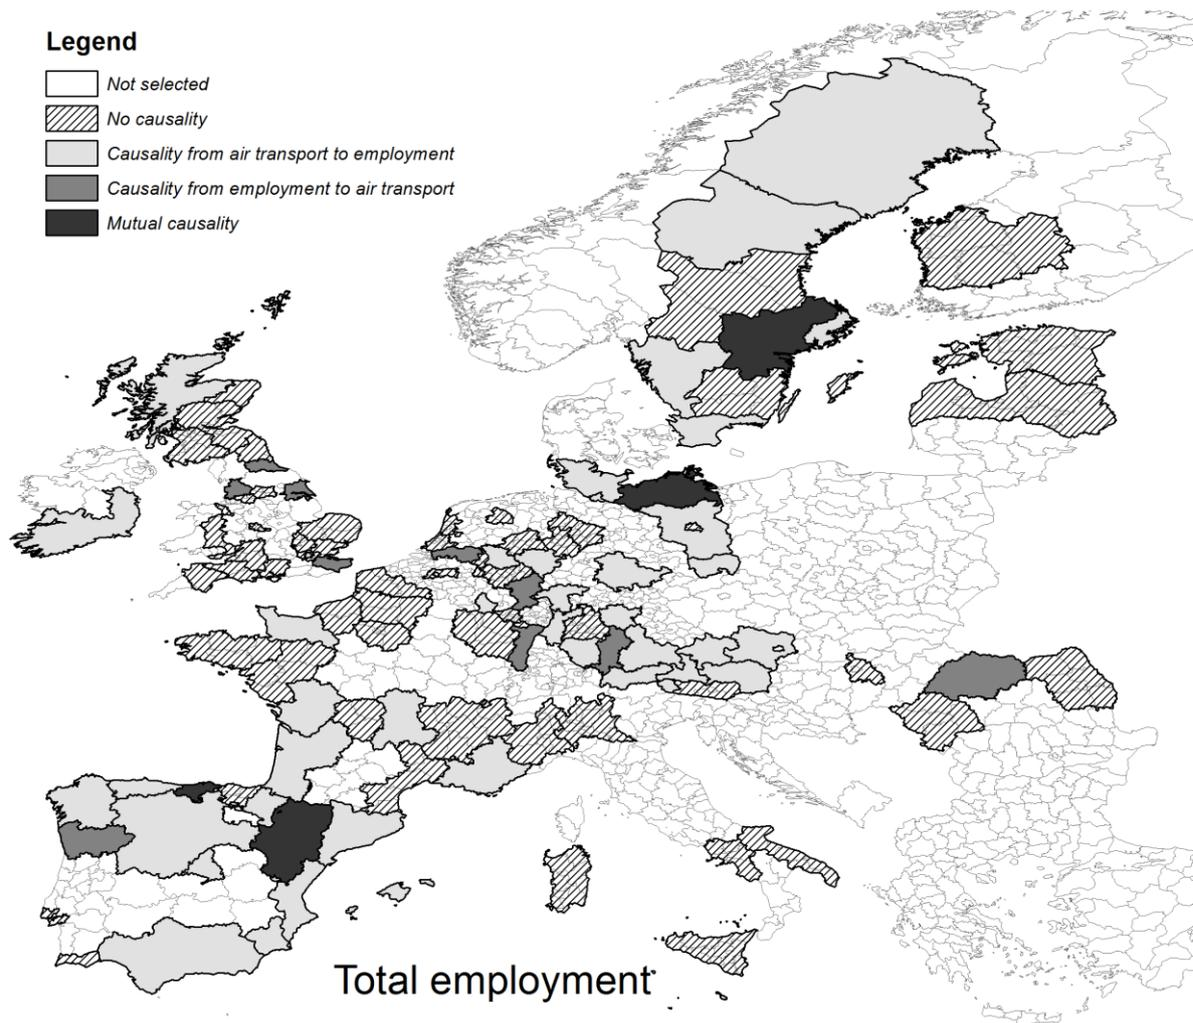 Legend
Not selected
No causality
Causality from air transport to employment
Causality from employment to air transport
Mutual causality
Total employment